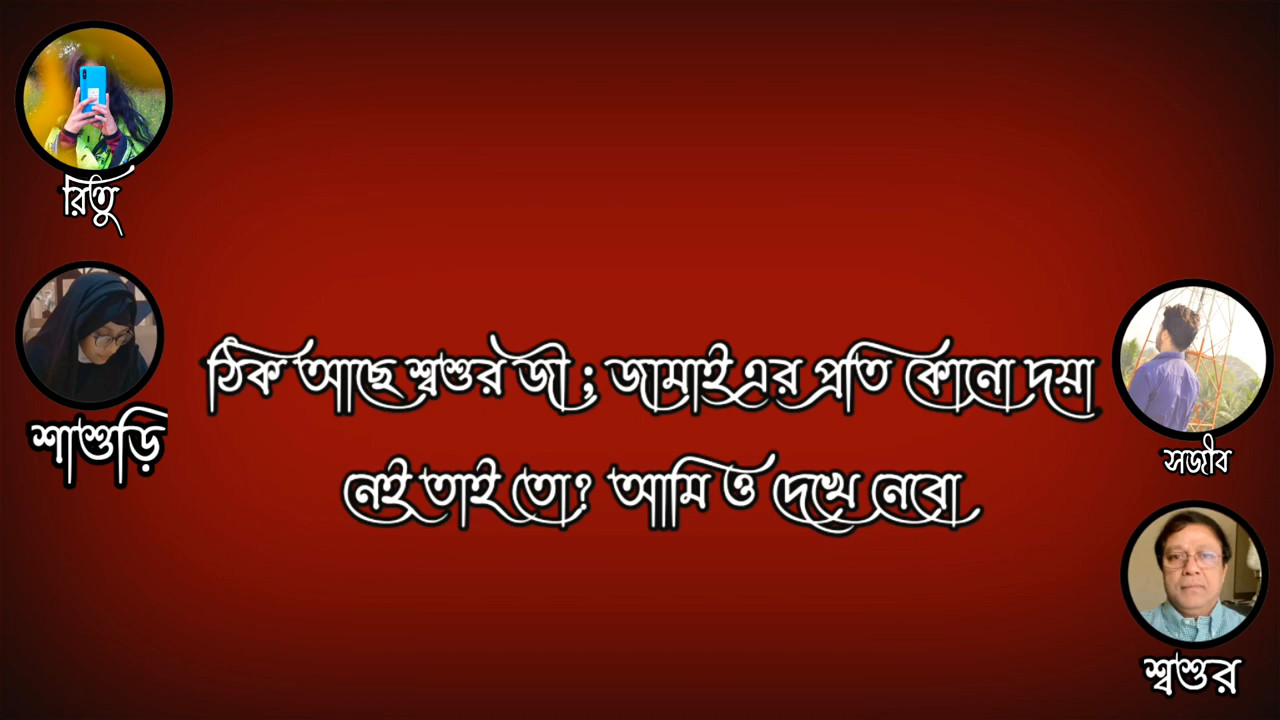 রিতু
শাশুড়ি
ঠিক আছে শ্বশুর জী ; জামাই এর প্রতি কোনো দয়া
নেই তাই তো? আমি ও দেখে নেবো
সজীব
শ্বশুর